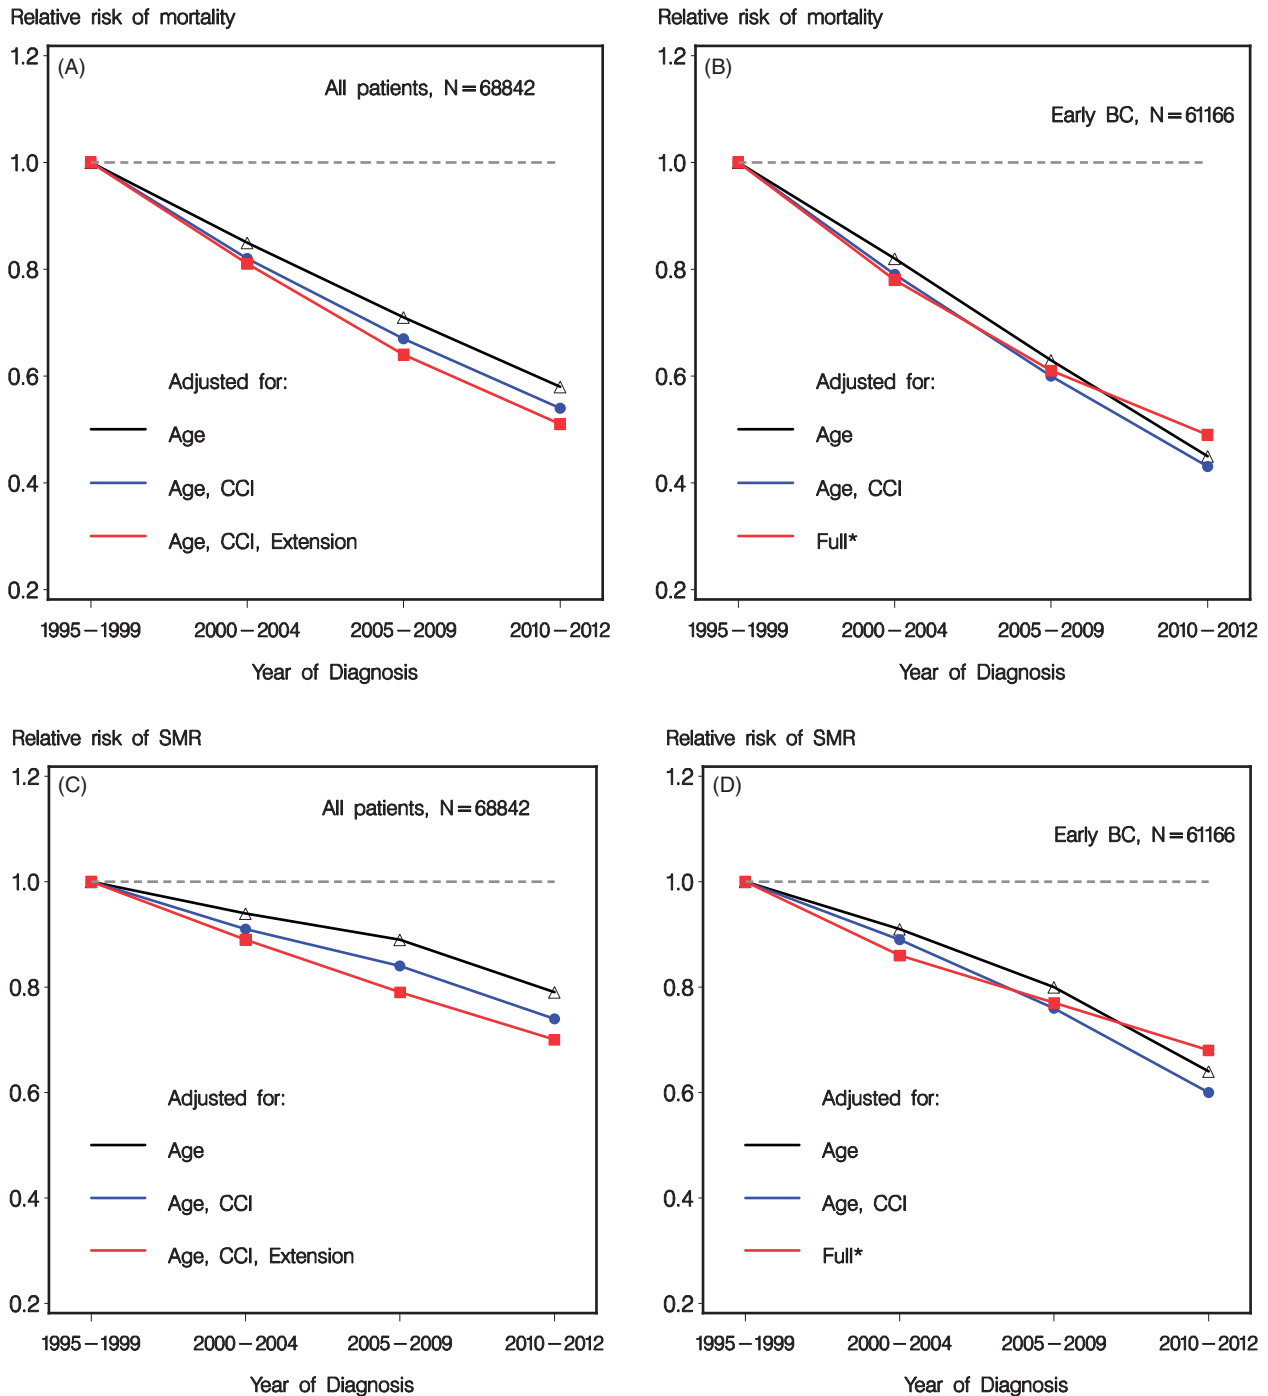 Relative risk of mortality
1.2
(A)
All patients, N=68842
1.0
0.8
0.6
Adjusted for:
Age
0.4
Age, CCI
Age, CCI, Extension
0.2
1995–1999 2000–2004 2005–2009 2010–2012
Year of Diagnosis
Relative risk of mortality
1.2
(B)
Early BC, N=61166
1.0
0.8
0.6
Adjusted for:
Age
0.4
Age, CCI
Full*
0.2
1995–1999 2000–2004 2005–2009 2010–2012
Year of Diagnosis
Relative risk of SMR
1.2
(C)
All patients, N=68842
1.0
0.8
0.6
Adjusted for:
Age
0.4
Age, CCI
Age, CCI, Extension
0.2
1995–1999 2000–2004 2005–2009 2010–2012
Year of Diagnosis
Relative risk of SMR
1.2
(D)
Early BC, N=61166
1.0
0.8
0.6
Adjusted for:
Age
0.4
Age, CCI
Full*
0.2
1995–1999 2000–2004 2005–2009 2010–2012
Year of Diagnosis